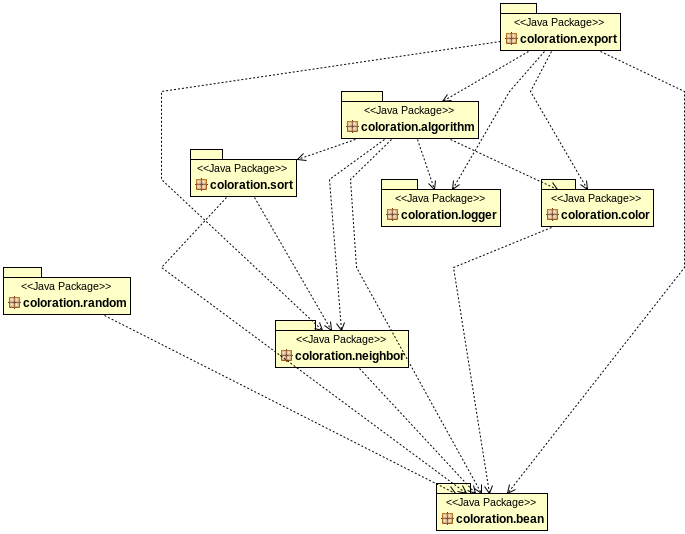 <<Java Package>>
coloration.export
<<Java Package>>
coloration.algorithm
<<Java Package>>
coloration.sort
<<Java Package>>
coloration.logger
<<Java Package>>
coloration.color
<<Java Package>>
coloration.random
<<Java Package>>
coloration.neighbor
<<Java Package>>
coloration.bean